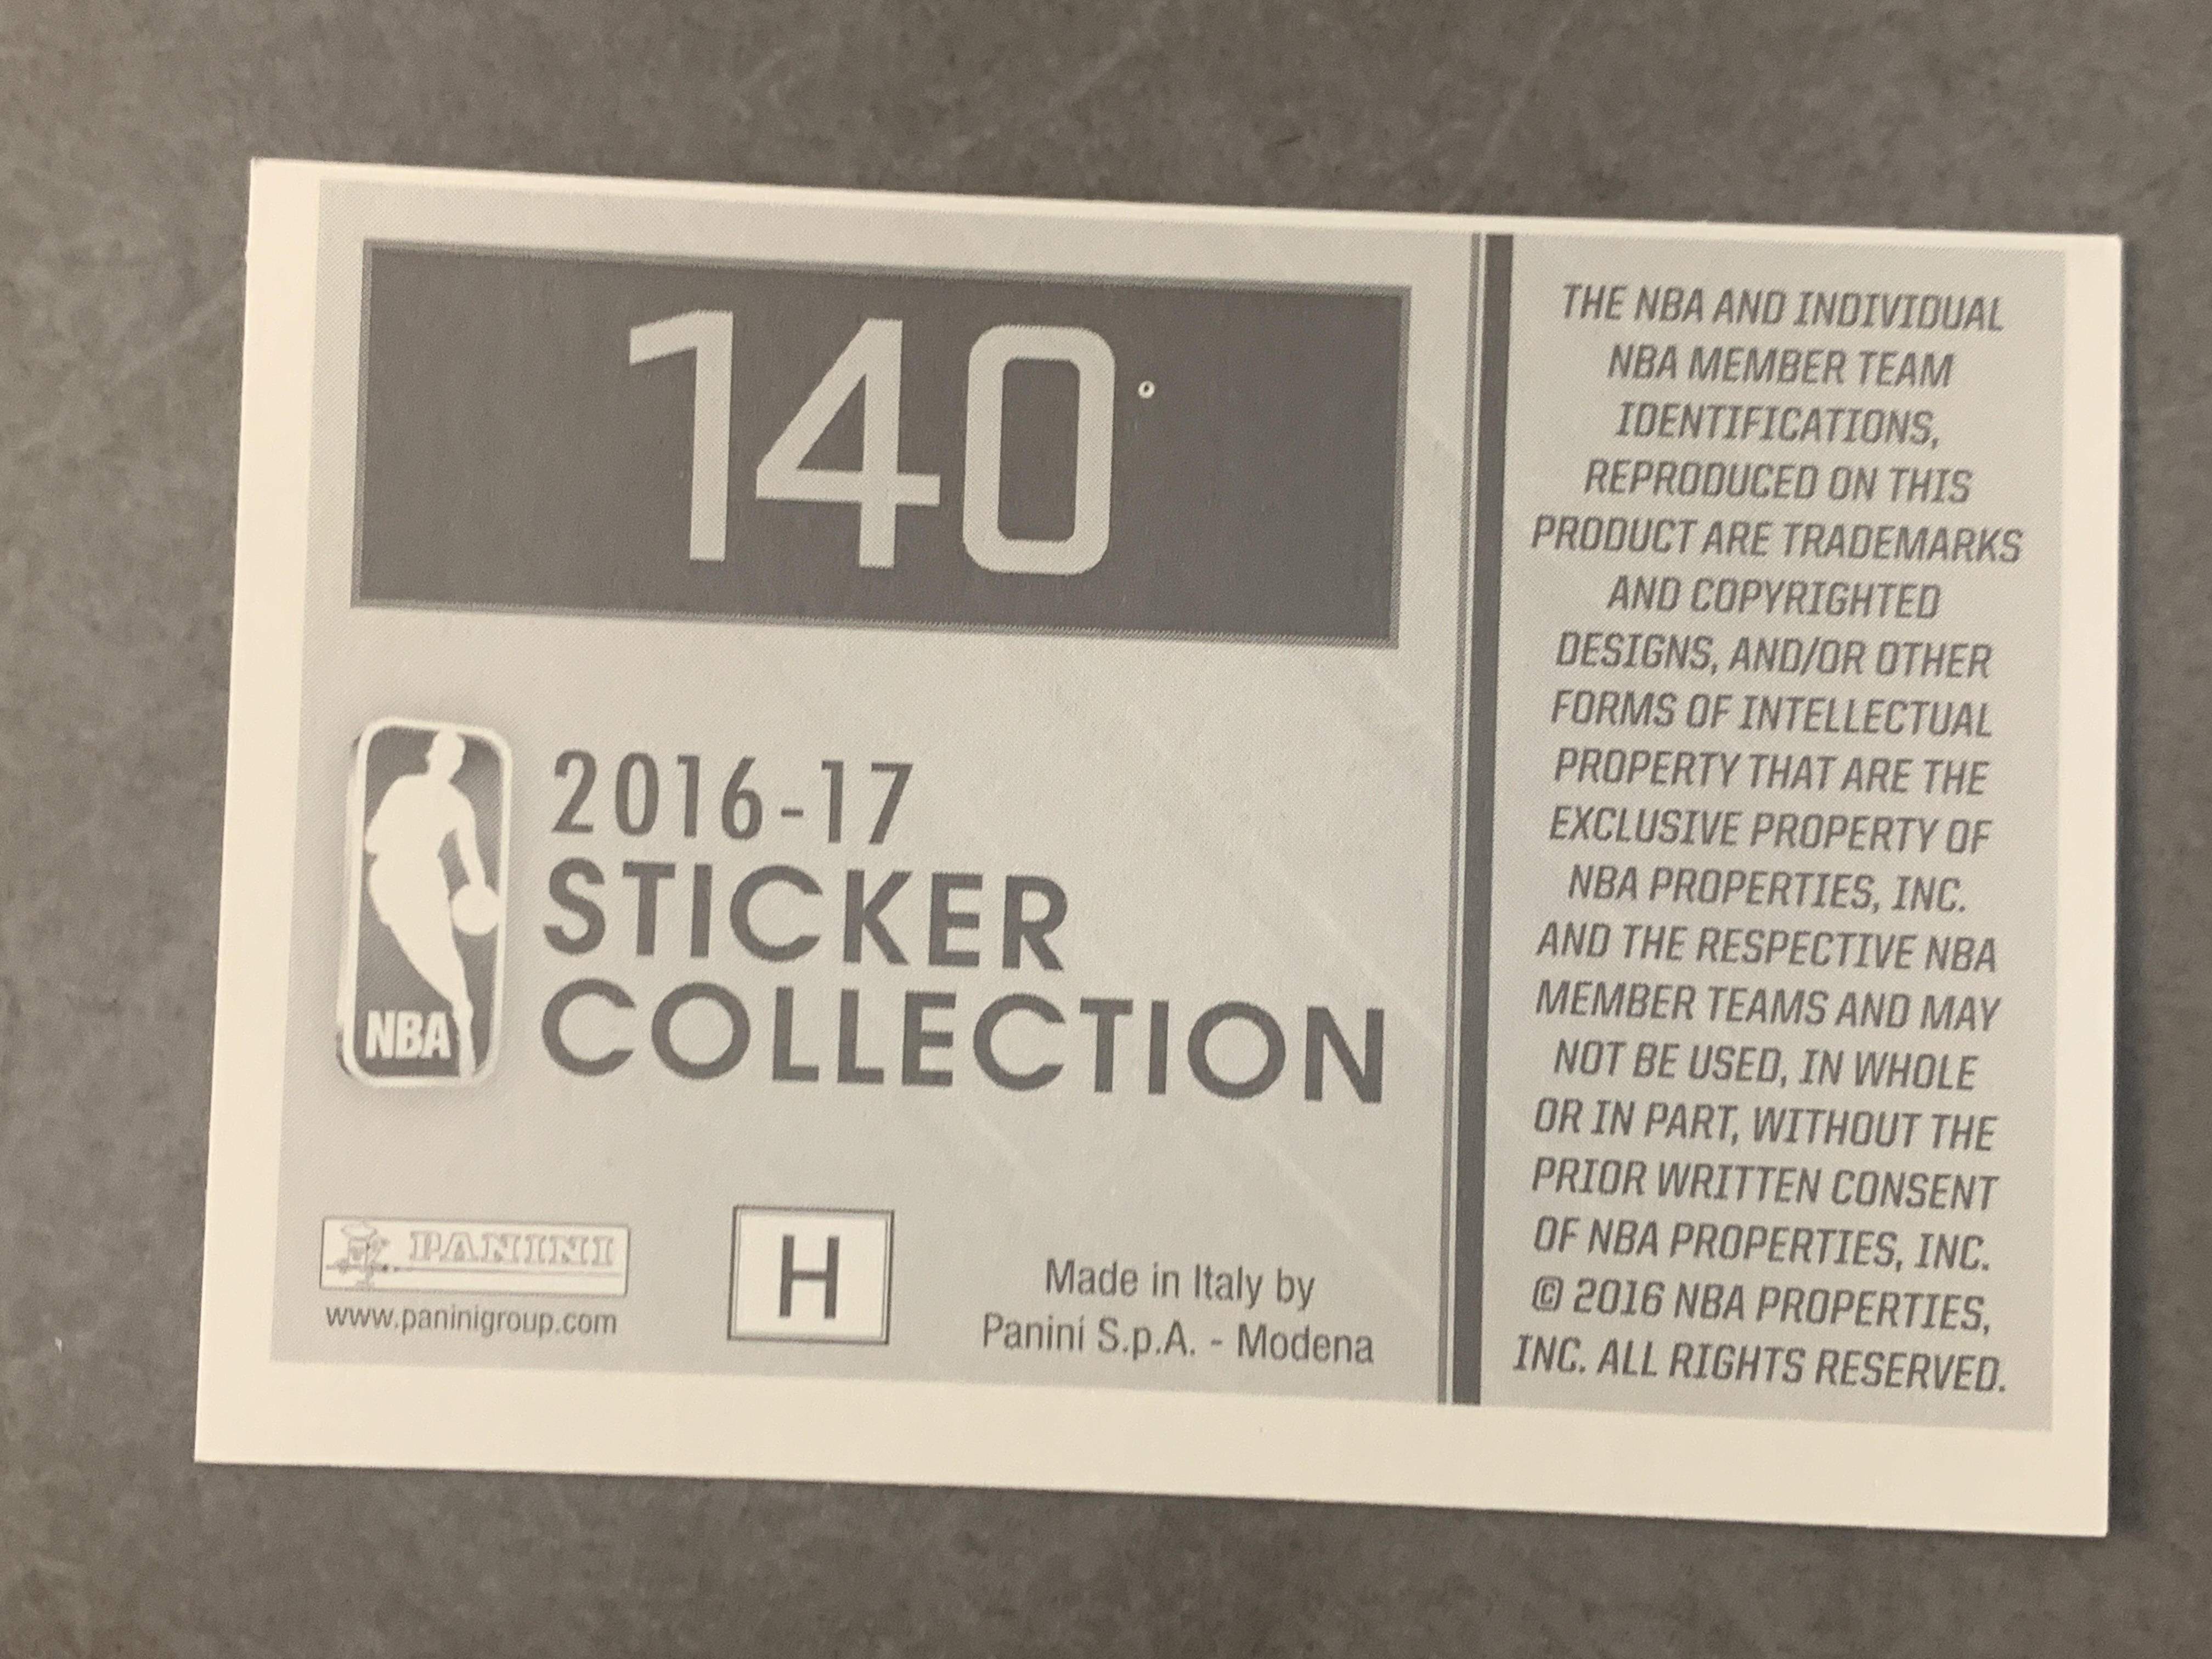 140°
2016-17
STICKER
COLLECTION
NBA
PANINI
www.paninigroup.com
H
Made in Italy by
Panini S.p.A. - Modena
THE NBA AND INDIVIDUAL
NBA MEMBER TEAM
IDENTIFICATIONS,
REPRODUCED ON THIS
PRODUCT ARE TRADEMARKS
AND COPYRIGHTED
DESIGNS, AND/OR OTHER
FORMS OF INTELLECTUAL
PROPERTY THAT ARE THE
EXCLUSIVE PROPERTY OF
NBA PROPERTIES, INC.
AND THE RESPECTIVE NBA
MEMBER TEAMS AND MAY
NOT BE USED, IN WHOLE
OR IN PART, WITHOUT THE
PRIOR WRITTEN CONSENT
OF NBA PROPERTIES, INC.
© 2016 NBA PROPERTIES,
INC. ALL RIGHTS RESERVED.